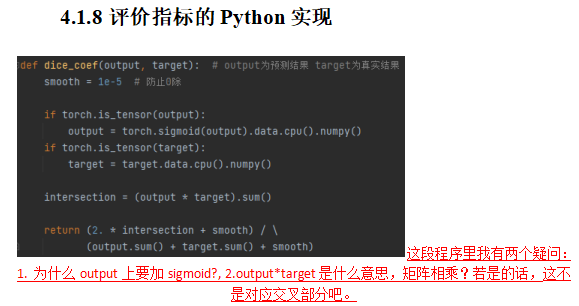 4.1.8 评价指标的 Python 实现
def dice_coef(output, target):  # output为预测结果 target为真实结果
    smooth = 1e-5  # 防止0除
    if torch.is_tensor(output):
        output = torch.sigmoid(output).data.cpu().numpy()
    if torch.is_tensor(target):
        target = target.data.cpu().numpy()
    intersection = (output * target).sum()
    return (2. * intersection + smooth) / \
           (output.sum() + target.sum() + smooth)
这段程序里我有两个疑问：
1. 为什么 output 上要加 sigmoid?, 2.output*target 是什么意思，矩阵相乘？若是的话，这不
是对应交叉部分吧。